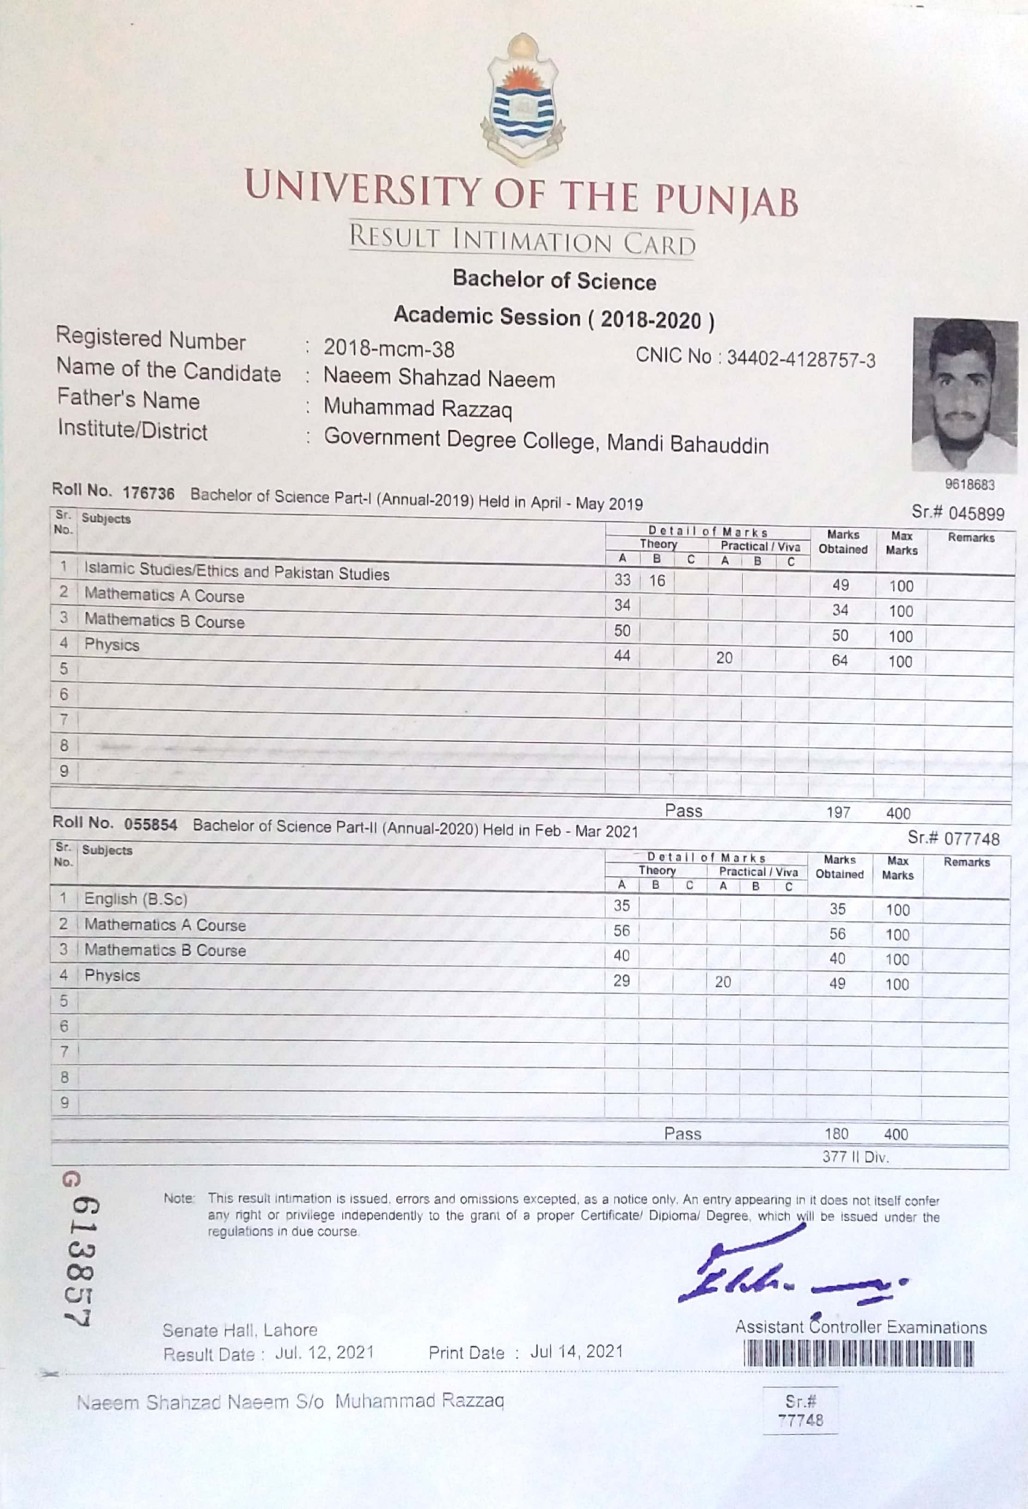 UNIVERSITY OF THE PUNJAB
RESULT INTIMATION CARD
Bachelor of Science
Academic Session ( 2018-2020 )
Registered Number : 2018-mcm-38 CNIC No : 34402-4128757-3
Name of the Candidate : Naeem Shahzad Naeem
Father's Name : Muhammad Razzaq
Institute/District : Government Degree College, Mandi Bahauddin
9618683
Roll No. 176736 Bachelor of Science Part-I (Annual-2019) Held in April - May 2019 Sr.# 045899
Sr. No. Subjects Detail of Marks Marks Obtained Max Marks Remarks
Theory Practical / Viva
A B C A B C
1 Islamic Studies/Ethics and Pakistan Studies 33 16 49 100
2 Mathematics A Course 34 34 100
3 Mathematics B Course 50 50 100
4 Physics 44 20 64 100
5
6
7
8
9
Pass 197 400
Roll No. 055854 Bachelor of Science Part-II (Annual-2020) Held in Feb - Mar 2021 Sr.# 077748
Sr. No. Subjects Detail of Marks Marks Obtained Max Marks Remarks
Theory Practical / Viva
A B C A B C
1 English (B.Sc) 35 35 100
2 Mathematics A Course 56 56 100
3 Mathematics B Course 40 40 100
4 Physics 29 20 49 100
5
6
7
8
9
Pass 180 400
377 II Div.
G 613857
Note: This result intimation is issued, errors and omissions excepted, as a notice only. An entry appearing in it does not itself confer
any right or privilege independently to the grant of a proper Certificate/ Diploma/ Degree, which will be issued under the
regulations in due course.
Assistant Controller Examinations
Senate Hall, Lahore
Result Date : Jul. 12, 2021 Print Date : Jul 14, 2021
Naeem Shahzad Naeem S/o Muhammad Razzaq
Sr.#
77748